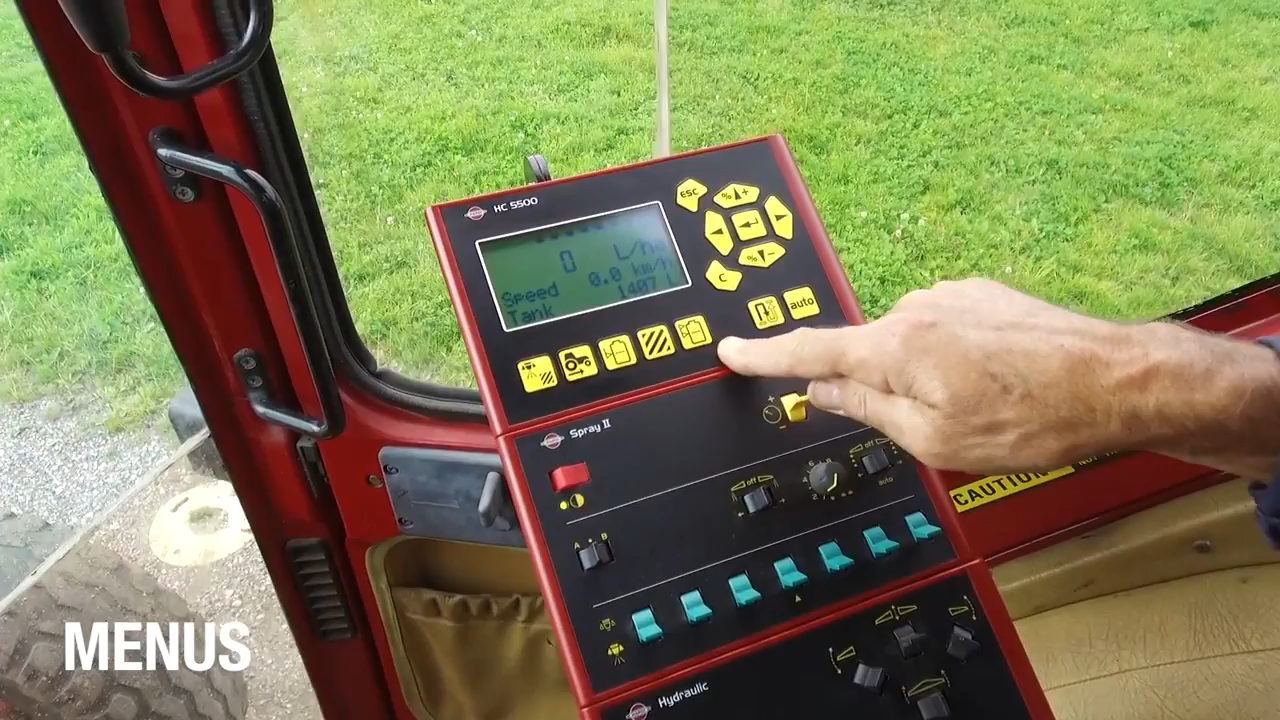 HC 5500
ESC
% +
0 L/ha
0.0 km/h
Speed
1407 L
Tank
% -
C
auto
Spray II
off
off
auto
A B
CAUTION
Hydraulic
MENUS